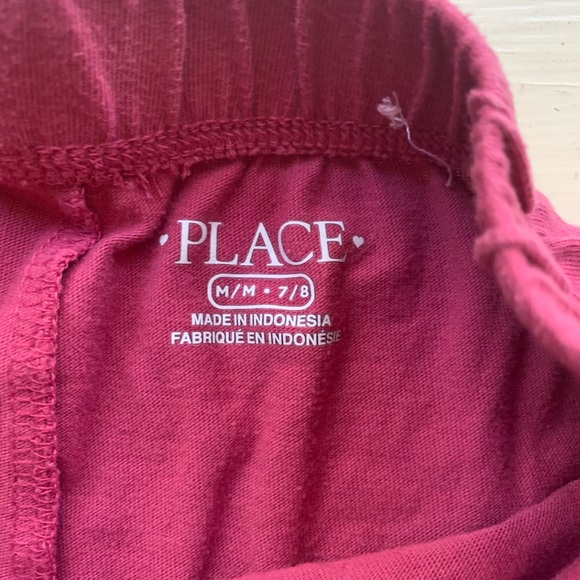 ♥PLACE♥
M/M • 7/8
MADE IN INDONESIA
FABRIQUÉ EN INDONÉSIE